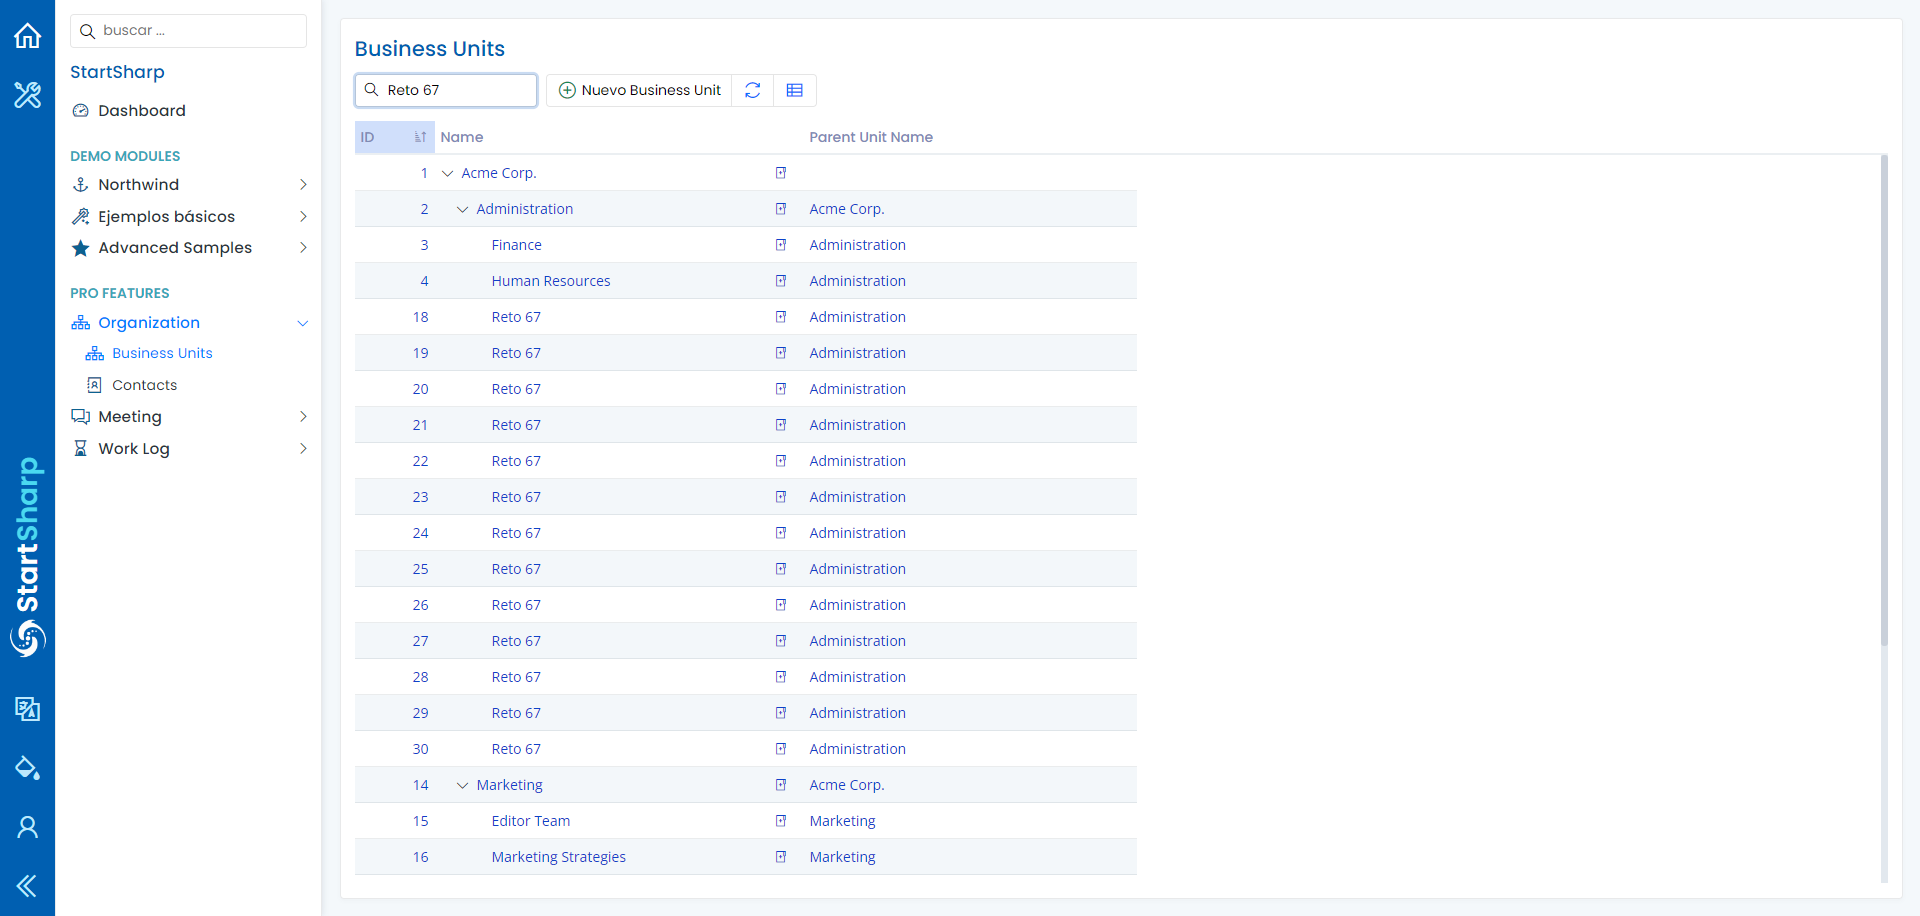 buscar ...
StartSharp
Dashboard
DEMO MODULES
Northwind
Ejemplos básicos
Advanced Samples
PRO FEATURES
Organization
Business Units
Contacts
Meeting
Work Log
StartSharp
Business Units
Reto 67
Nuevo Business Unit
ID Name Parent Unit Name
1 Acme Corp.
2 Administration Acme Corp.
3 Finance Administration
4 Human Resources Administration
18 Reto 67 Administration
19 Reto 67 Administration
20 Reto 67 Administration
21 Reto 67 Administration
22 Reto 67 Administration
23 Reto 67 Administration
24 Reto 67 Administration
25 Reto 67 Administration
26 Reto 67 Administration
27 Reto 67 Administration
28 Reto 67 Administration
29 Reto 67 Administration
30 Reto 67 Administration
14 Marketing Acme Corp.
15 Editor Team Marketing
16 Marketing Strategies Marketing